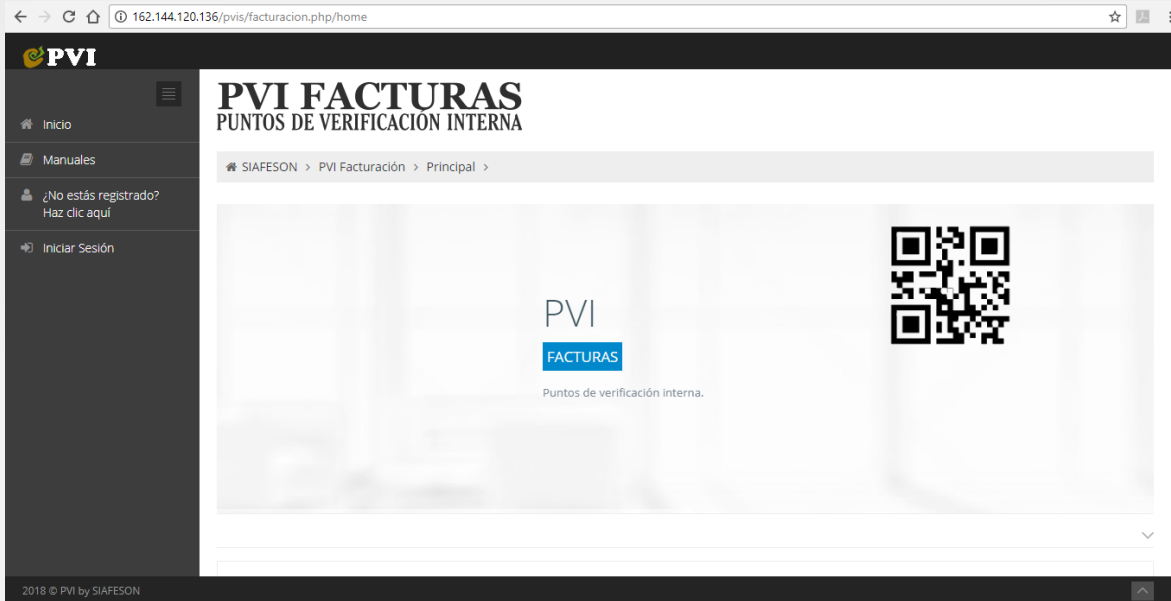 162.144.120.136/pvis/facturacion.php/home
PVI
PVI FACTURAS
PUNTOS DE VERIFICACIÓN INTERNA
Inicio
Manuales
¿No estás registrado?
Haz clic aquí
Iniciar Sesión
SIAFESON > PVI Facturación > Principal >
PVI
FACTURAS
Puntos de verificación interna.
2018 © PVI by SIAFESON